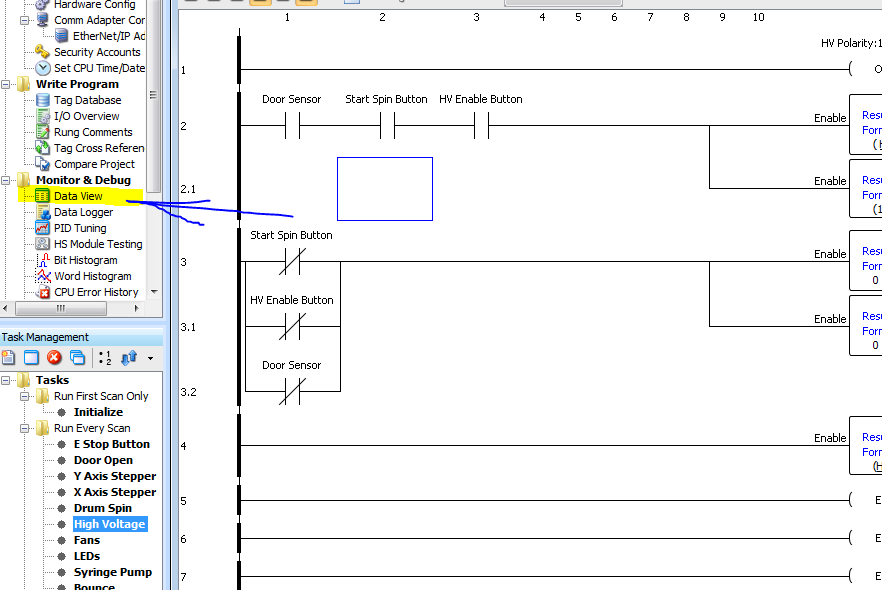 Hardware Config
Comm Adapter Cor
EtherNet/IP Ad
Security Accounts
Set CPU Time/Date
Write Program
Tag Database
I/O Overview
Rung Comments
Tag Cross Referen
Compare Project
Monitor & Debug
Data View
Data Logger
PID Tuning
HS Module Testing
Bit Histogram
Word Histogram
CPU Error History
Task Management
Tasks
Run First Scan Only
Initialize
Run Every Scan
E Stop Button
Door Open
Y Axis Stepper
X Axis Stepper
Drum Spin
High Voltage
Fans
LEDs
Syringe Pump
Bounce
1 2 3 4 5 6 7 8 9 10
HV Polarity:1
1
O
Door Sensor Start Spin Button HV Enable Button
2
Enable
Resu
Form
(h
2.1
Enable
Resu
Form
(1
Start Spin Button
3
Enable
Resu
Form
0
HV Enable Button
3.1
Enable
Resu
Form
0
Door Sensor
3.2
4
Enable
Resu
Form
(H
5
E
6
E
7
E